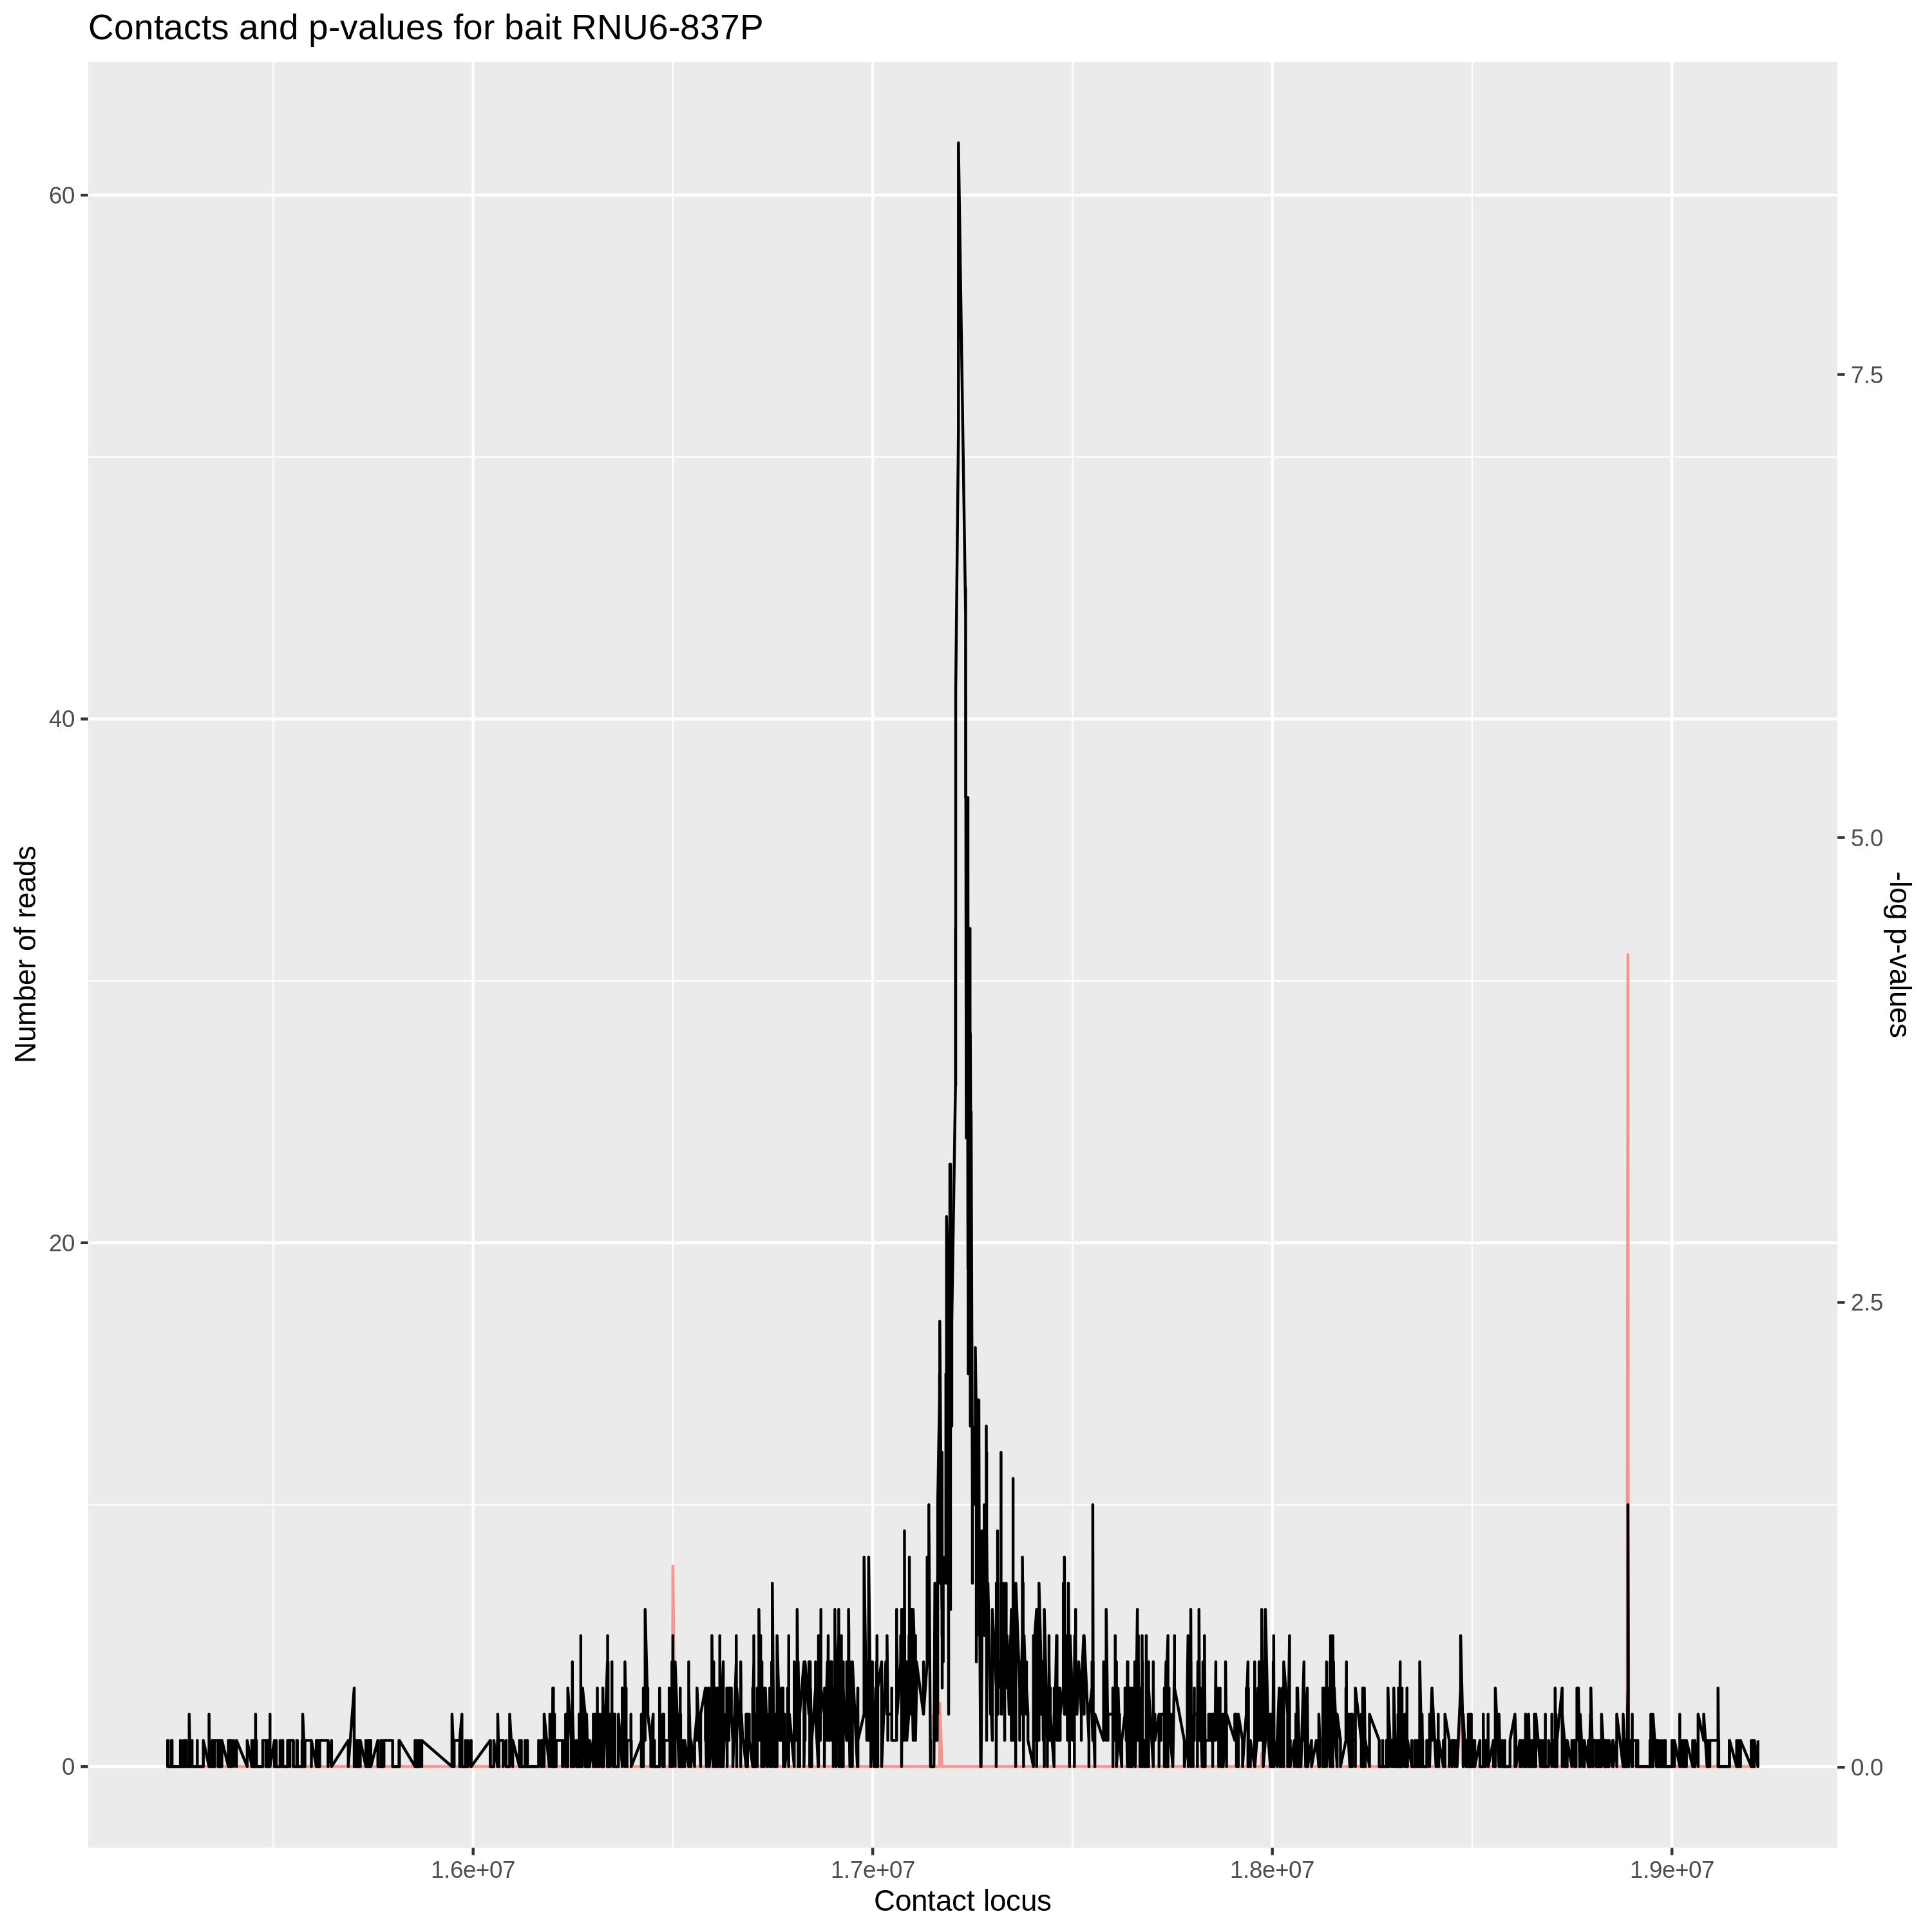 Contacts and p-values for bait RNU6-837P
60
40
20
0
Number of reads
7.5
5.0
2.5
0.0
-log p-values
1.6e+07
1.7e+07
1.8e+07
1.9e+07
Contact locus